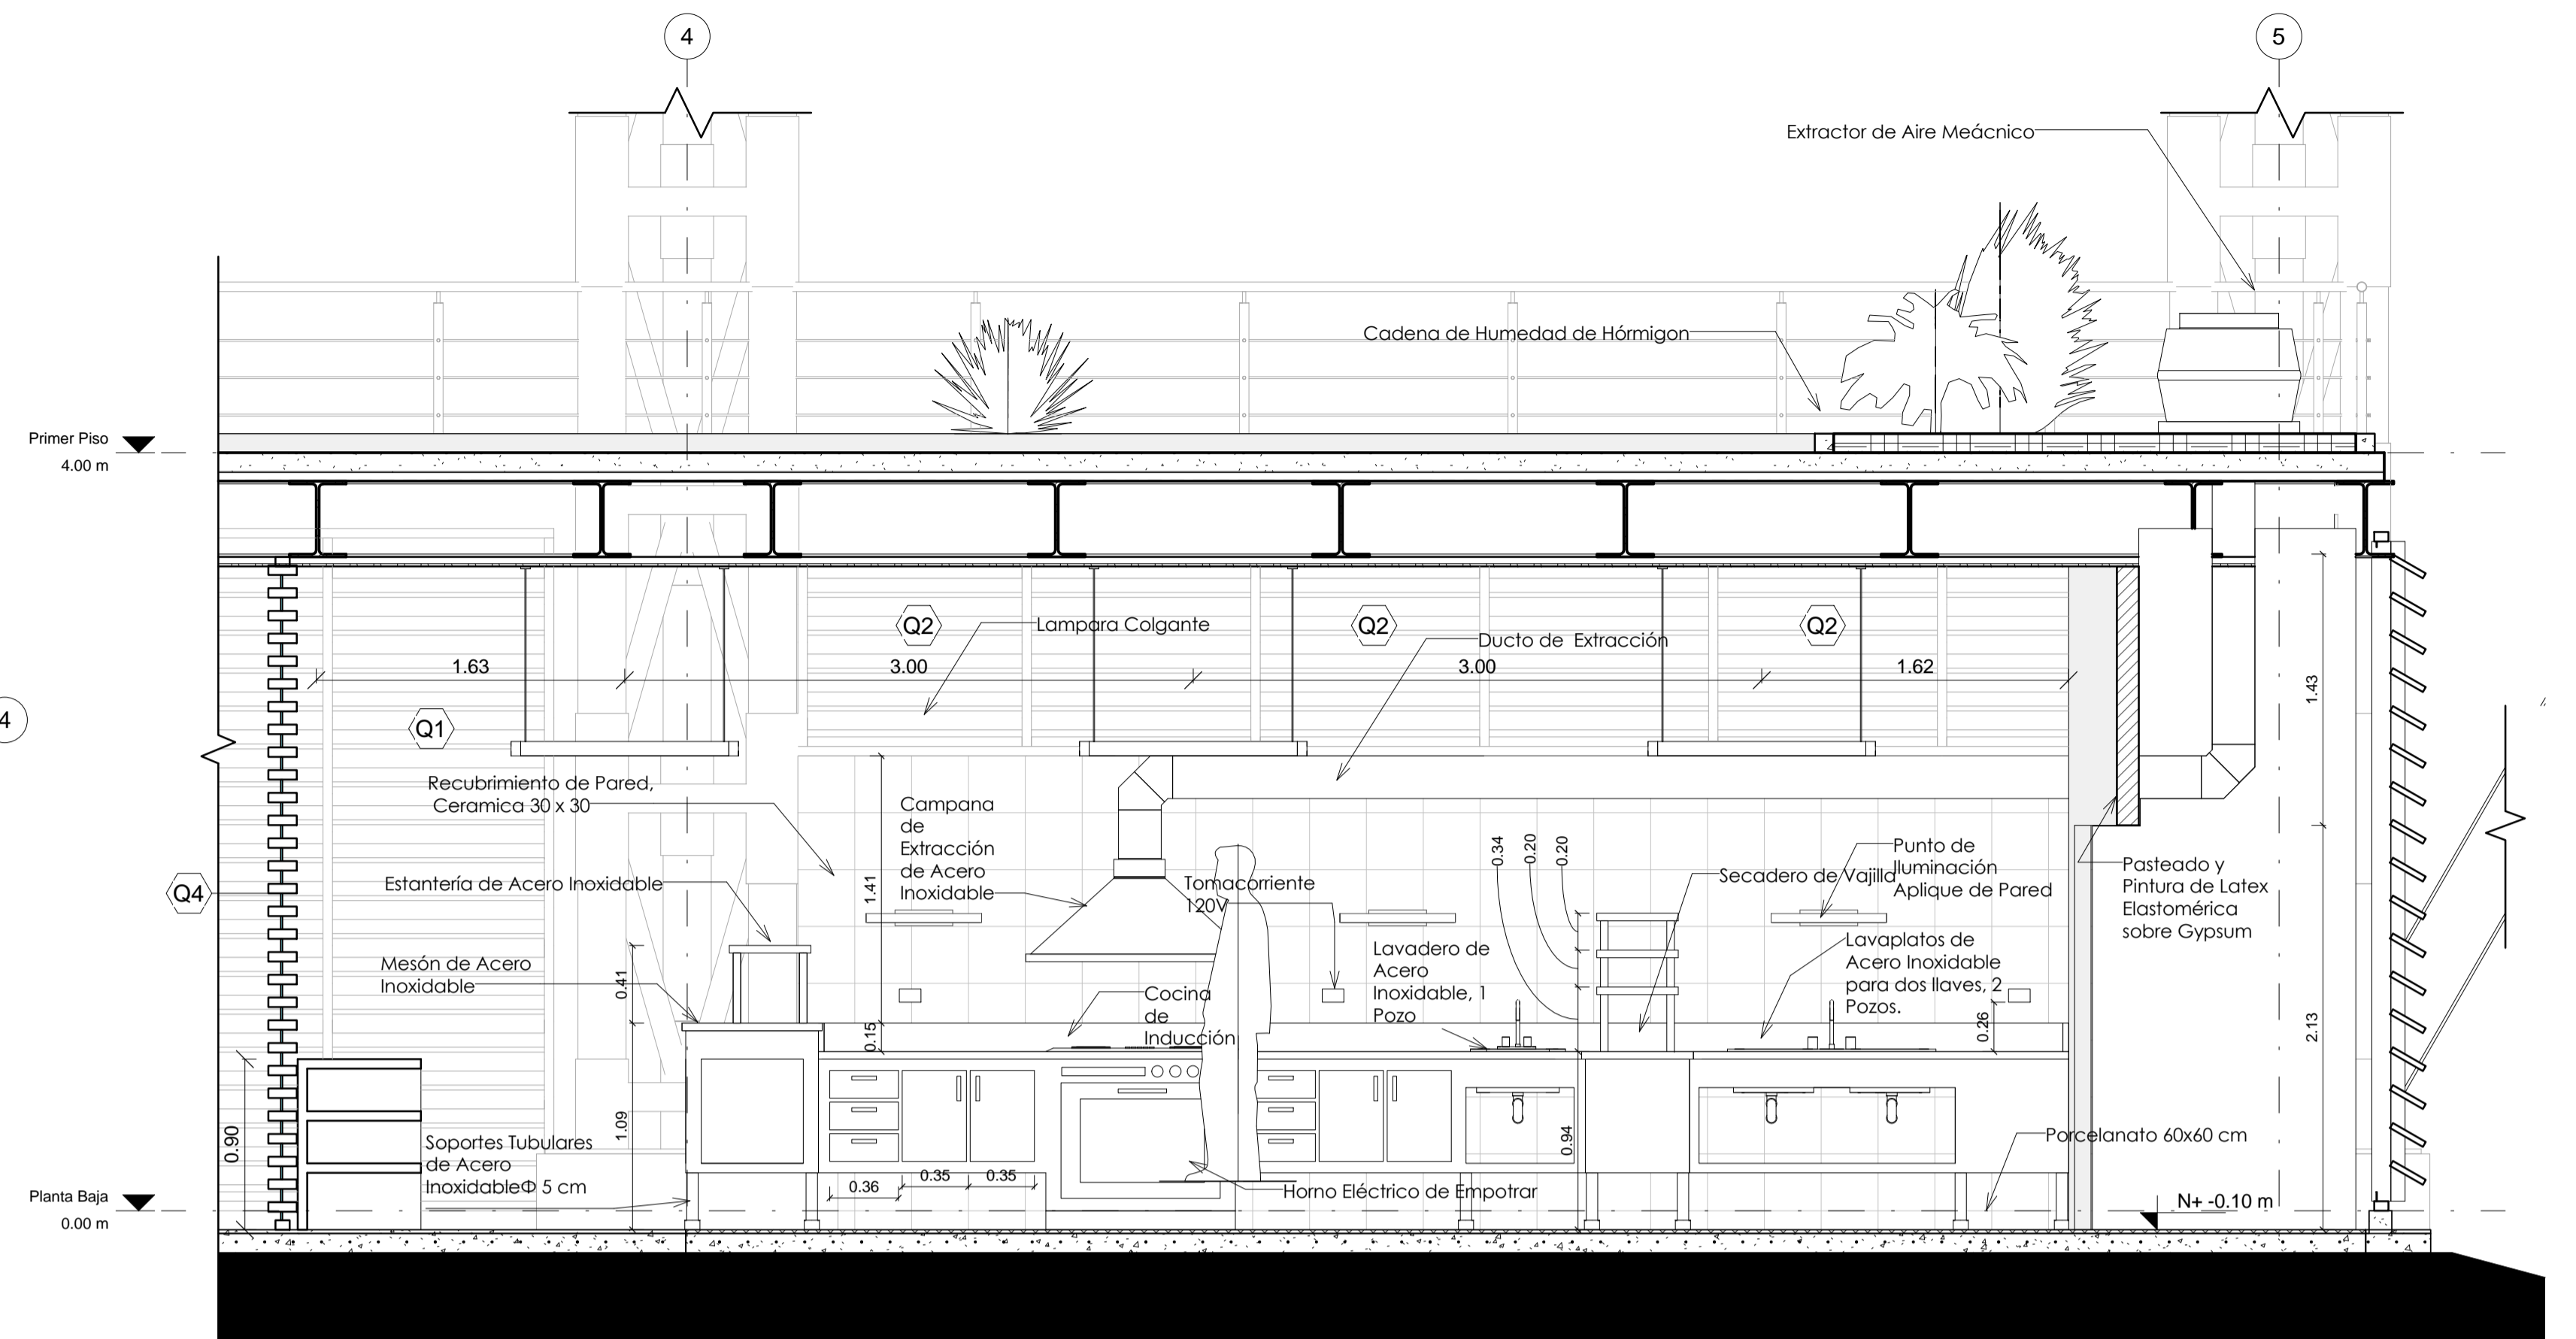 4
5
Extractor de Aire Meácnico
Cadena de Humedad de Hórmigon
Primer Piso
4.00 m
Q2
Lampara Colgante
Q2
Ducto de Extracción
Q2
1.63
3.00
3.00
1.62
1.43
4
Q1
Recubrimiento de Pared,
Ceramica 30 x 30
Campana
de
Extracción
de Acero
Inoxidable
1.41
0.34
0.20
0.20
Punto de
Iluminación
Aplique de Pared
Secadero de Vajilla
Pasteado y
Pintura de Latex
Elastomérica
sobre Gypsum
Estantería de Acero Inoxidable
Tomacorriente
120V
Q4
Mesón de Acero
Inoxidable
0.41
Lavadero de
Acero
Inoxidable, 1
Pozo
Lavaplatos de
Acero Inoxidable
para dos llaves, 2
Pozos.
Cocina
de
Inducción
0.15
0.26
2.13
0.90
1.09
0.94
Soportes Tubulares
de Acero
InoxidableΦ 5 cm
0.36
0.35
0.35
Horno Eléctrico de Empotrar
Porcelanato 60x60 cm
Planta Baja
0.00 m
N+ -0.10 m